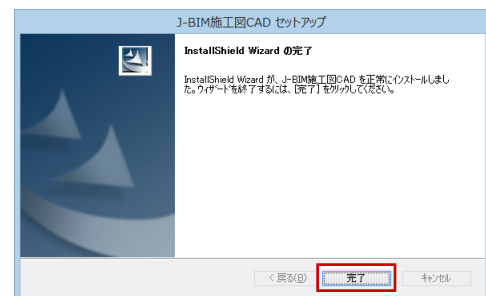 J-BIM施工図CAD セットアップ
InstallShield Wizard の完了
InstallShield Wizard が、J-BIM施工図CAD を正常にインストールしまし
た。ウィザードを終了するには、[完了] をクリックしてください。
< 戻る(B)
完了
キャンセル